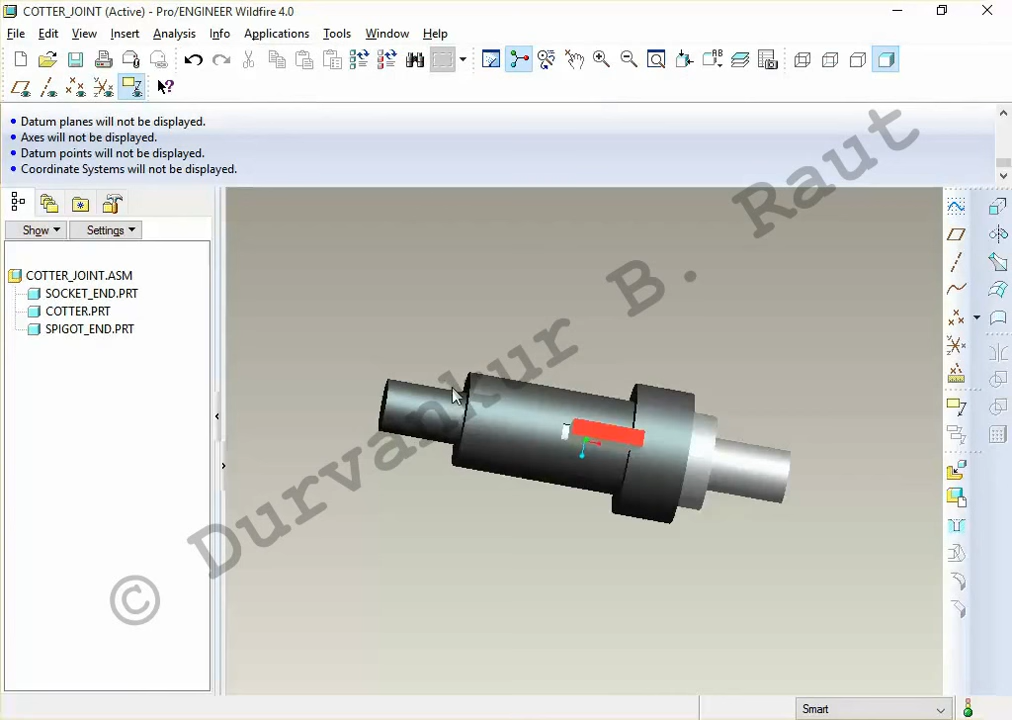 COTTER_JOINT (Active) - Pro/ENGINEER Wildfire 4.0
File Edit View Insert Analysis Info Applications Tools Window Help
Datum planes will not be displayed.
Axes will not be displayed.
Datum points will not be displayed.
Coordinate Systems will not be displayed.
Show Settings
COTTER_JOINT.ASM
SOCKET_END.PRT
COTTER.PRT
SPIGOT_END.PRT
© Durvankur B. Raut
Smart